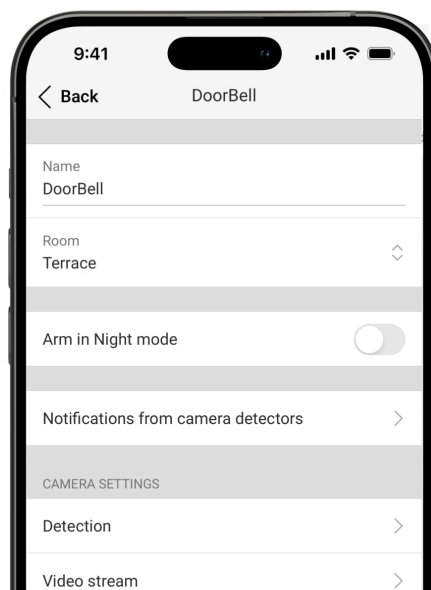 9:41
Back
DoorBell
Name
DoorBell
Room
Terrace
Arm in Night mode
Notifications from camera detectors
CAMERA SETTINGS
Detection
Video stream